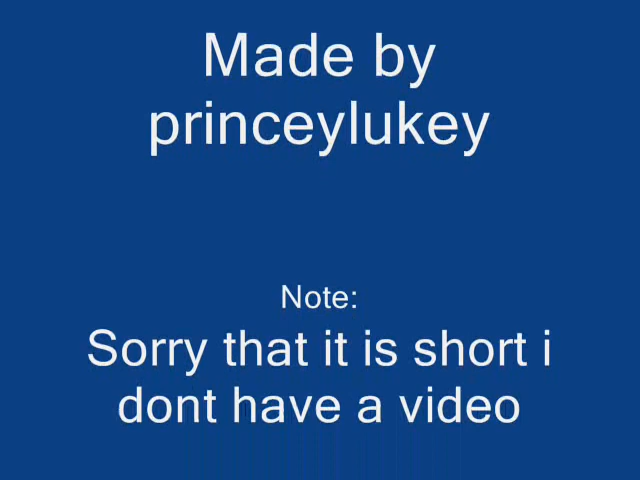 Made by
princeylukey
Note:
Sorry that it is short i
dont have a video